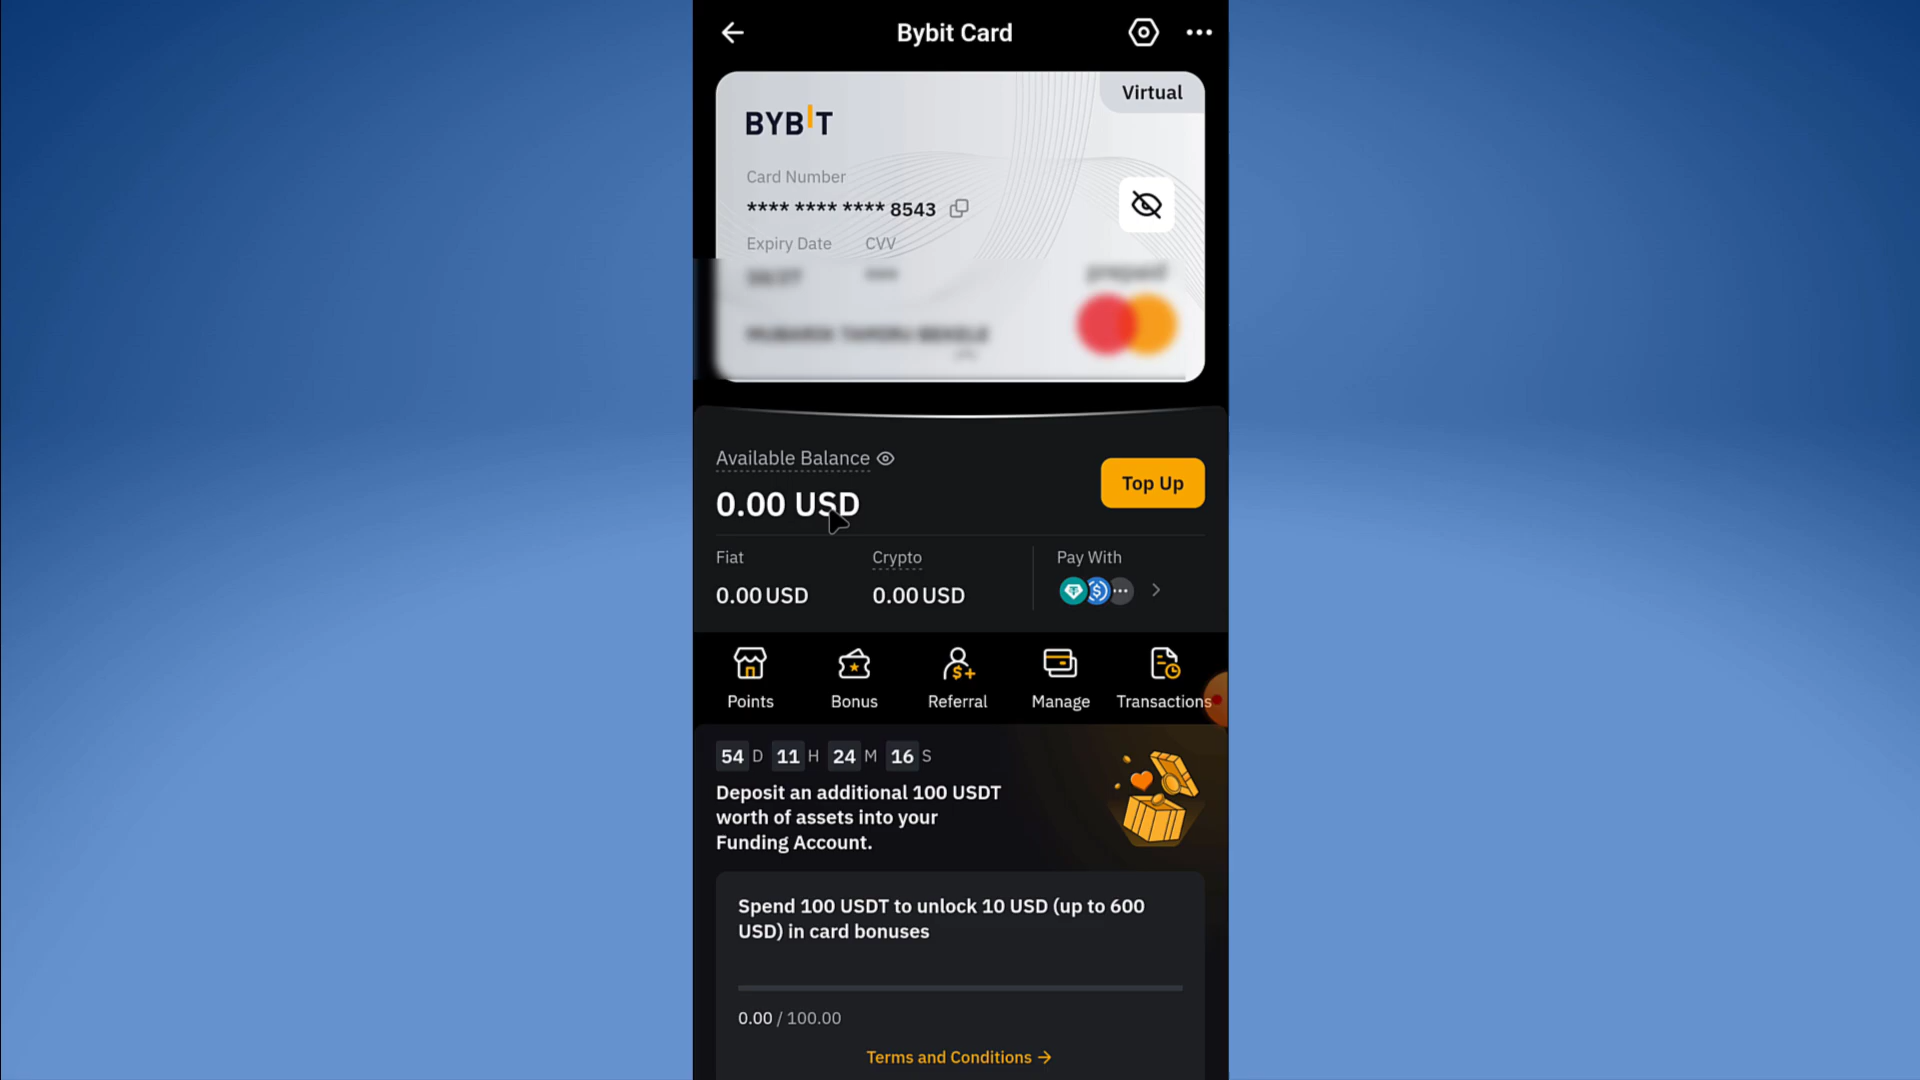 Bybit Card
Virtual
BYBIT
Card Number
**** **** **** 8543
Expiry Date CVV
prepaid
Available Balance
0.00 USD
Top Up
Fiat Crypto Pay With
0.00 USD 0.00 USD
Points Bonus Referral Manage Transactions
54 D 11 H 24 M 16 S
Deposit an additional 100 USDT
worth of assets into your
Funding Account.
Spend 100 USDT to unlock 10 USD (up to 600
USD) in card bonuses
0.00 / 100.00
Terms and Conditions →